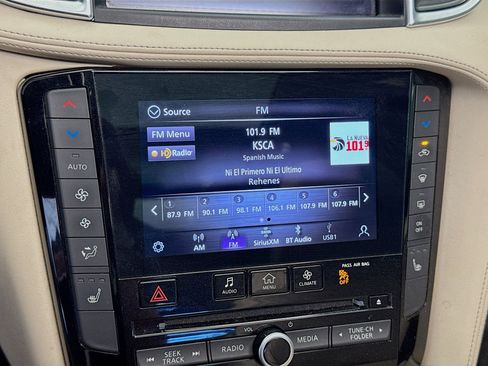 Source FM
FM Menu
HD Radio
101.9 FM
KSCA
Spanish Music
Ni El Primero Ni El Ultimo
Rehenes
LA NUEVA
101.9
1 2 3 4 5 6
87.9 FM 90.1 FM 98.1 FM 106.1 FM 107.9 FM 107.9 FM
AM FM SiriusXM BT Audio USB1
AUTO
ON
OFF
AUDIO MENU CLIMATE
PASS AIR BAG
OFF
VOL
SEEK
TRACK
RADIO
MEDIA
TUNE·CH
FOLDER